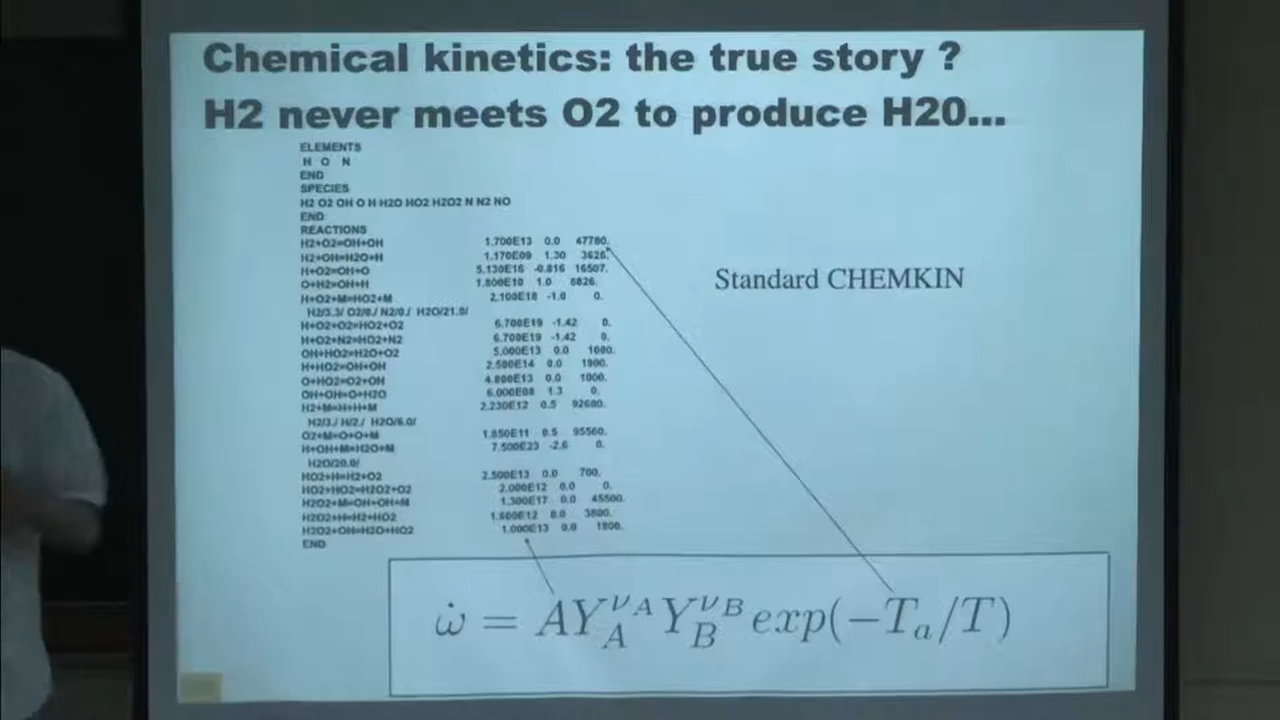 Chemical kinetics: the true story ?
H2 never meets O2 to produce H20...
ELEMENTS
H O N
END
SPECIES
H2 O2 OH O H H2O HO2 H2O2 N N2 NO
END
REACTIONS
H2+O2=OH+OH 1.700E13 0.0 47780.
H2+OH=H2O+H 1.170E09 1.30 3626.
H+O2=OH+O 5.130E16 -0.816 16507.
O+H2=OH+H 1.800E10 1.0 8826.
H+O2+M=HO2+M 2.100E18 -1.0 0.
H2/3.3/ O2/0./ N2/0./ H2O/21.0/
H+O2+O2=HO2+O2 6.700E19 -1.42 0.
H+O2+N2=HO2+N2 6.700E19 -1.42 0.
OH+HO2=H2O+O2 5.000E13 0.0 1000.
H+HO2=OH+OH 2.500E14 0.0 1900.
O+HO2=O2+OH 4.800E13 0.0 1000.
OH+OH=O+H2O 6.000E08 1.3 0.
H2+M=H+H+M 2.230E12 0.5 92600.
H2/3./ H/2./ H2O/6.0/
O2+M=O+O+M 1.850E11 0.5 95560.
H+OH+M=H2O+M 7.500E23 -2.6 0.
H2O/20.0/
HO2+H=H2+O2 2.500E13 0.0 700.
HO2+HO2=H2O2+O2 2.000E12 0.0 0.
H2O2+M=OH+OH+M 1.300E17 0.0 45500.
H2O2+H=H2+HO2 1.600E12 0.0 3800.
H2O2+OH=H2O+HO2 1.000E13 0.0 1800.
END
Standard CHEMKIN
ω̇ = AY_A^{ν_A} Y_B^{ν_B} exp(−T_a/T)